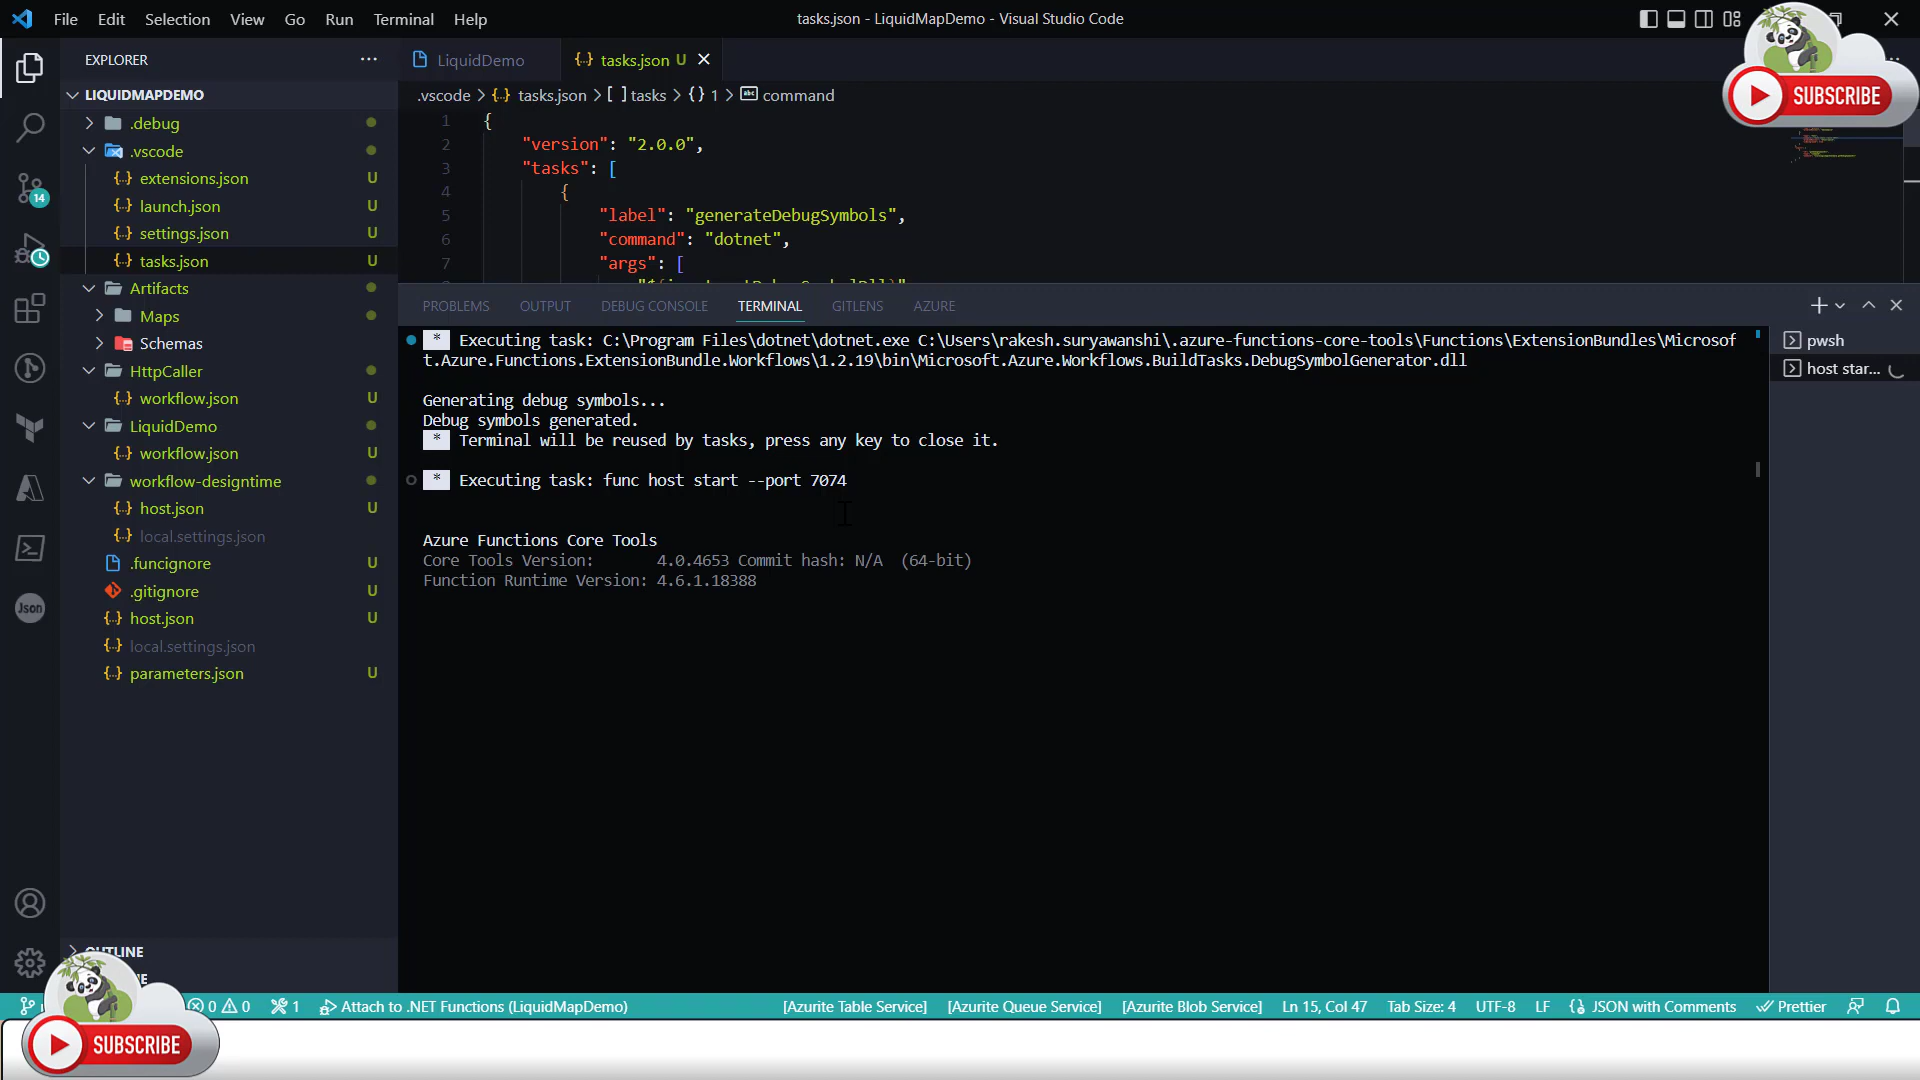 File Edit Selection View Go Run Terminal Help
tasks.json - LiquidMapDemo - Visual Studio Code
SUBSCRIBE
EXPLORER
LIQUIDMAPDEMO
.debug
.vscode
extensions.json U
launch.json U
settings.json U
tasks.json U
Artifacts
Maps
Schemas
HttpCaller
workflow.json U
LiquidDemo
workflow.json U
workflow-designtime
host.json U
local.settings.json
.funcignore U
.gitignore U
host.json U
local.settings.json
parameters.json U
OUTLINE
14
Json
LiquidDemo
tasks.json U
.vscode > {..} tasks.json > [ ] tasks > {} 1 > abc command
1 {
2 "version": "2.0.0",
3 "tasks": [
4 {
5 "label": "generateDebugSymbols",
6 "command": "dotnet",
7 "args": [
PROBLEMS OUTPUT DEBUG CONSOLE TERMINAL GITLENS AZURE
* Executing task: C:\Program Files\dotnet\dotnet.exe C:\Users\rakesh.suryawanshi\.azure-functions-core-tools\Functions\ExtensionBundles\Microsof
t.Azure.Functions.ExtensionBundle.Workflows\1.2.19\bin\Microsoft.Azure.Workflows.BuildTasks.DebugSymbolGenerator.dll
Generating debug symbols...
Debug symbols generated.
* Terminal will be reused by tasks, press any key to close it.
* Executing task: func host start --port 7074
Azure Functions Core Tools
Core Tools Version: 4.0.4653 Commit hash: N/A (64-bit)
Function Runtime Version: 4.6.1.18388
pwsh
host star...
0 0 1 Attach to .NET Functions (LiquidMapDemo)
[Azurite Table Service] [Azurite Queue Service] [Azurite Blob Service] Ln 15, Col 47 Tab Size: 4 UTF-8 LF {} JSON with Comments Prettier
SUBSCRIBE